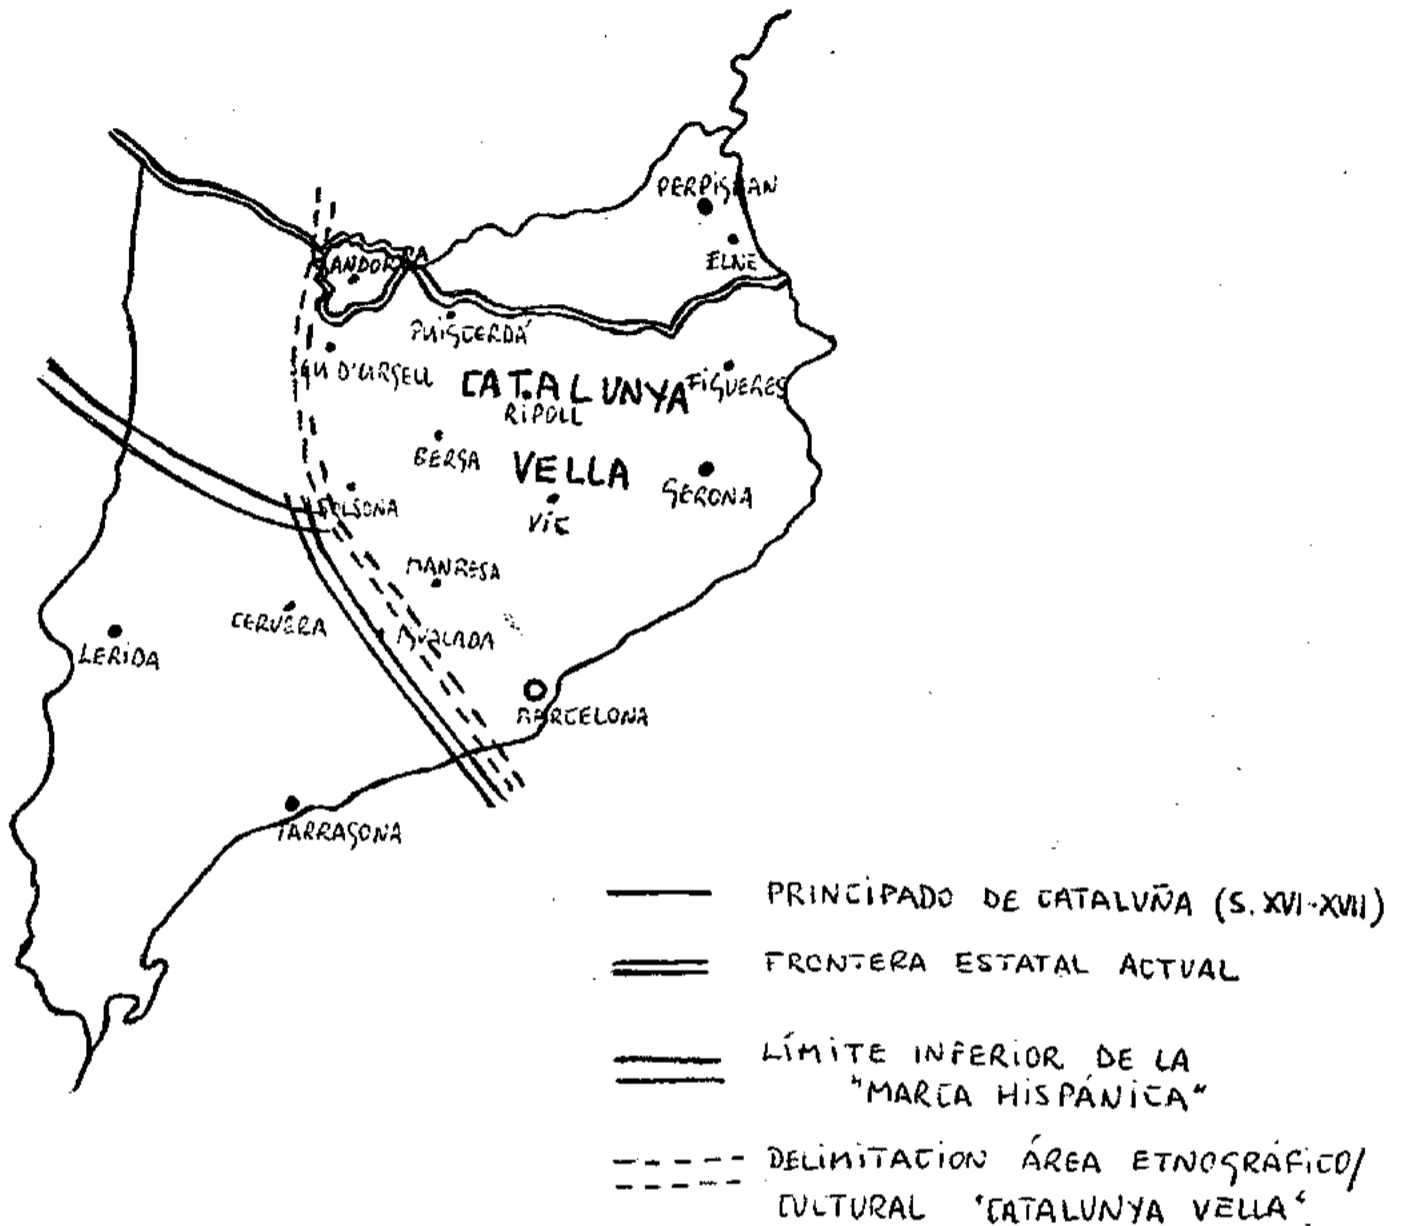 PERPIGNAN
ELNE
ANDORRA
PUIGCERDÁ
SEU D'URGELL
CATALUNYA
FIGUERES
RIPOLL
BERGA
VELLA
GERONA
SOLSONA
VIC
MANRESA
CERVERA
IGUALADA
LERIDA
BARCELONA
TARRAGONA
PRINCIPADO DE CATALUÑA (S. XVI-XVII)
FRONTERA ESTATAL ACTUAL
LÍMITE INFERIOR DE LA
"MARCA HISPÁNICA"
DELIMITACION ÁREA ETNOGRÁFICO/
CULTURAL "CATALUNYA VELLA".